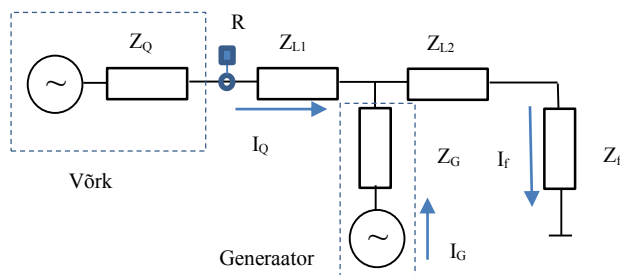 R
Z_Q
Z_L1
Z_L2
I_Q
Z_G
I_f
Z_f
Võrk
Generaator
I_G